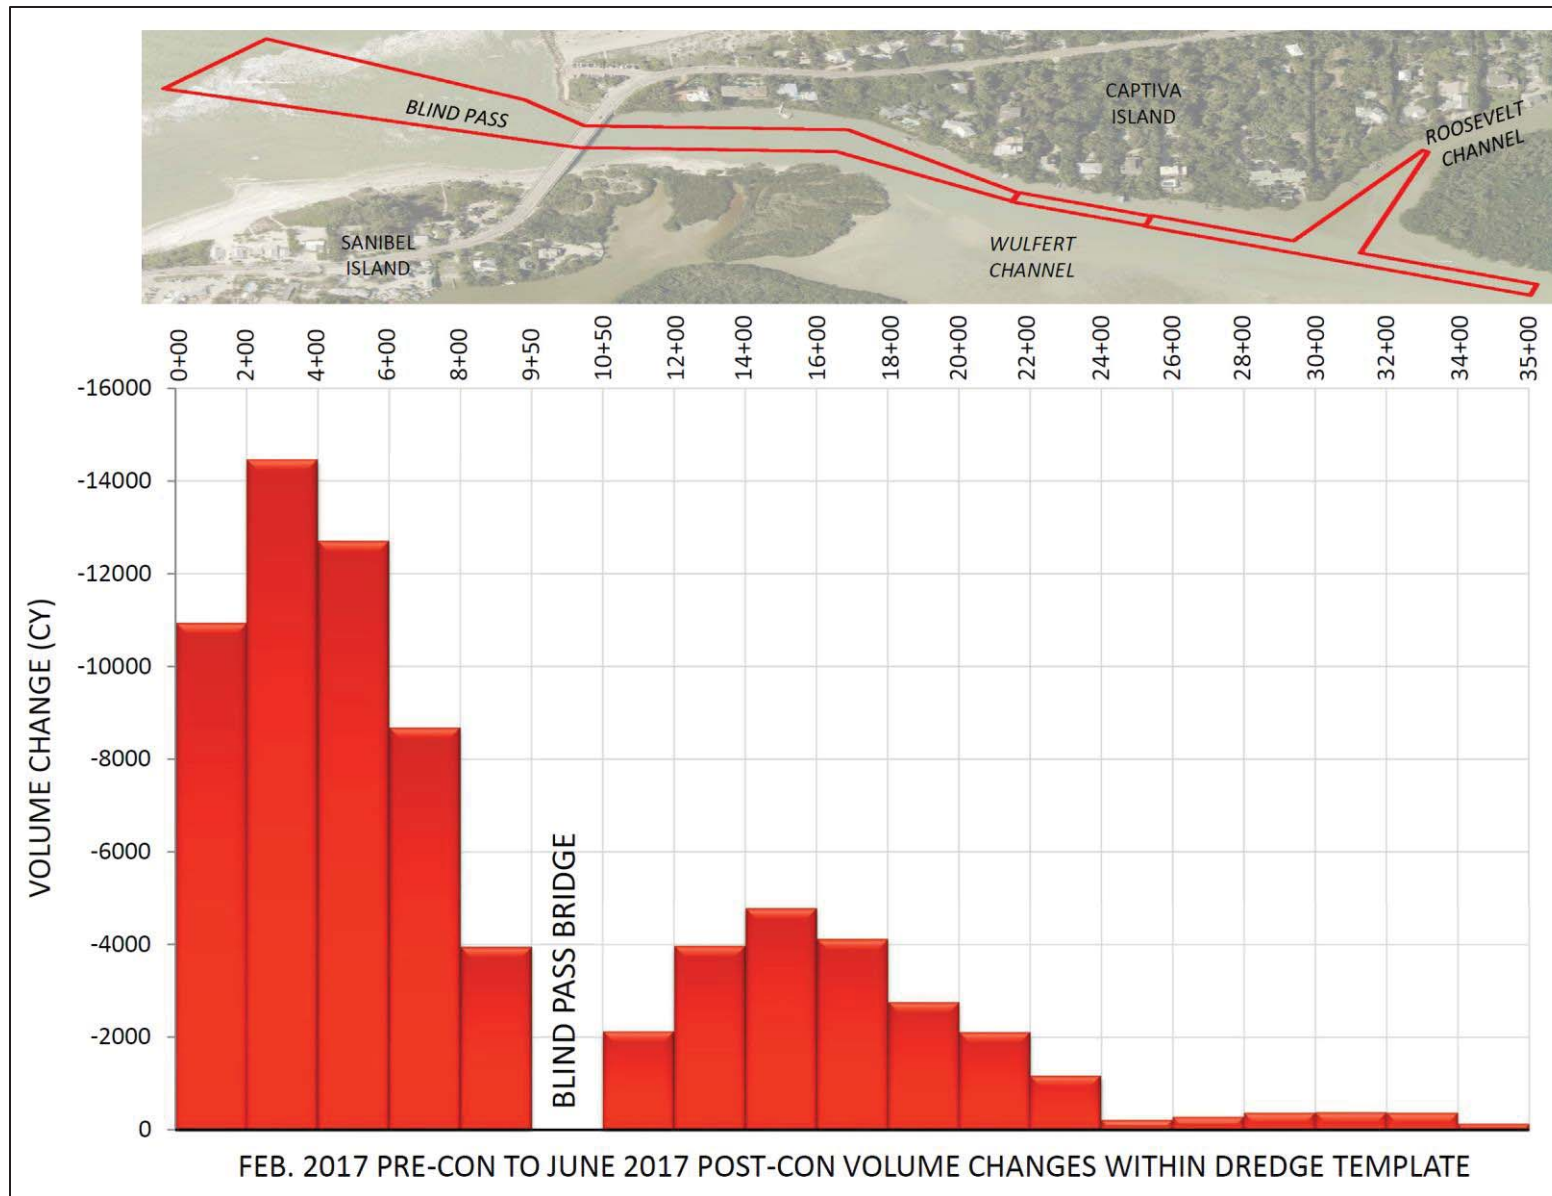 BLIND PASS
CAPTIVA
ISLAND
ROOSEVELT
CHANNEL
SANIBEL
ISLAND
WULFERT
CHANNEL
0+00
2+00
4+00
6+00
8+00
9+50
10+50
12+00
14+00
16+00
18+00
20+00
22+00
24+00
26+00
28+00
30+00
32+00
34+00
35+00
VOLUME CHANGE (CY)
-16000
-14000
-12000
-10000
-8000
-6000
-4000
-2000
0
BLIND PASS BRIDGE
FEB. 2017 PRE-CON TO JUNE 2017 POST-CON VOLUME CHANGES WITHIN DREDGE TEMPLATE